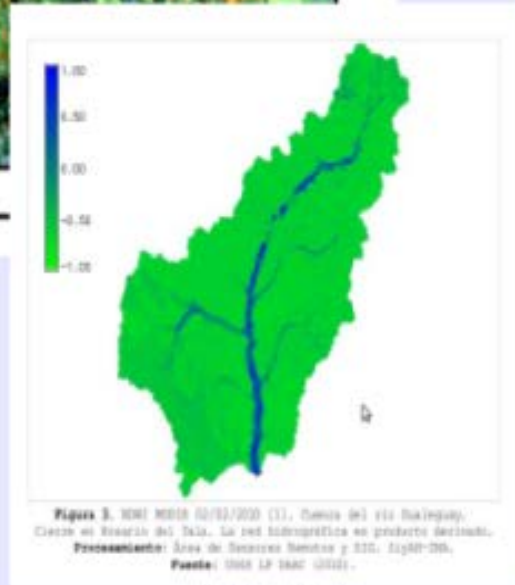 1.00
0.50
0.00
-0.50
-1.00
Figura 3. NDWI MODIS 02/02/2010 (1). Cuenca del río Gualeguay.
Cierre en Rosario del Tala. La red hidrográfica es producto derivado.
Procesamiento: Área de Sensores Remotos y SIG.
Fuente: USGS LP DAAC (2010).